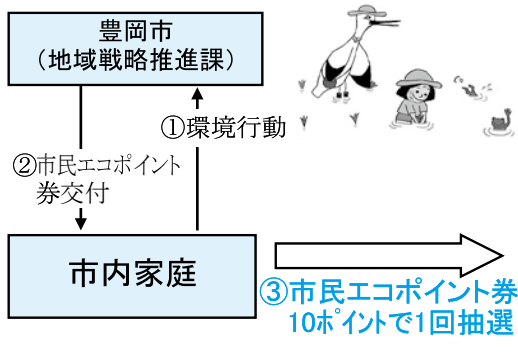 豊岡市
（地域戦略推進課）
①環境行動
②市民エコポイント
券交付
市内家庭
③市民エコポイント券
10ﾎﾟｲﾝﾄで1回抽選